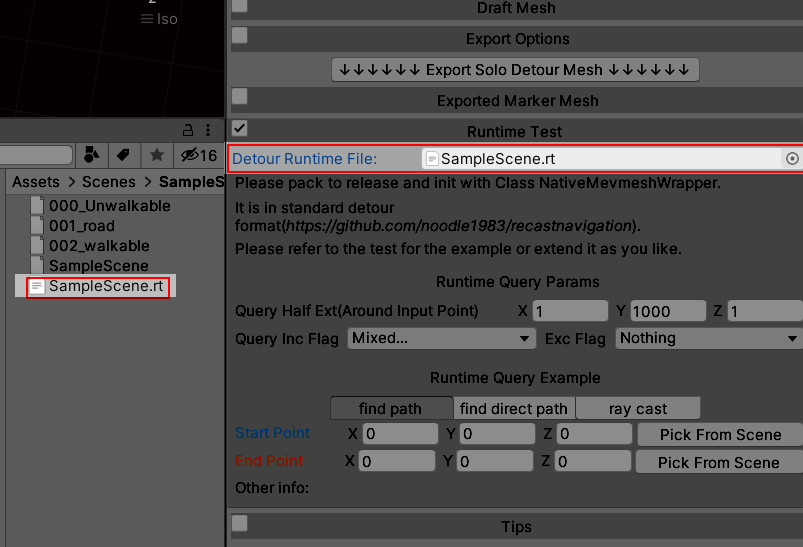 Iso
16
Assets > Scenes > SampleS
000_Unwalkable
001_road
002_walkable
SampleScene
SampleScene.rt
Draft Mesh
Export Options
↓↓↓↓↓↓ Export Solo Detour Mesh ↓↓↓↓↓↓
Exported Marker Mesh
Runtime Test
Detour Runtime File: SampleScene.rt
Please pack to release and init with Class NativeMevmeshWrapper.
It is in standard detour
format(https://github.com/noodle1983/recastnavigation).
Please refer to the test for the example or extend it as you like.
Runtime Query Params
Query Half Ext(Around Input Point) X 1 Y 1000 Z 1
Query Inc Flag Mixed... Exc Flag Nothing
Runtime Query Example
find path find direct path ray cast
Start Point X 0 Y 0 Z 0 Pick From Scene
End Point X 0 Y 0 Z 0 Pick From Scene
Other info:
Tips